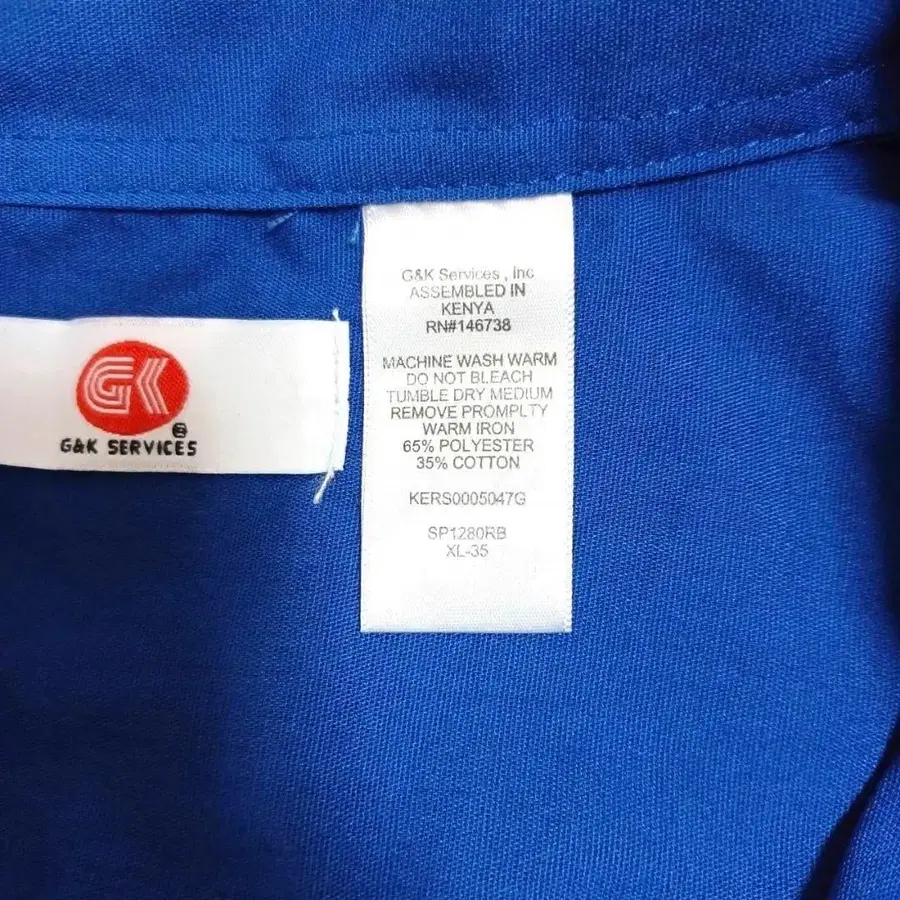 GK
G&K SERVICES
G&K Services , Inc
ASSEMBLED IN
KENYA
RN#146738
MACHINE WASH WARM
DO NOT BLEACH
TUMBLE DRY MEDIUM
REMOVE PROMPLTY
WARM IRON
65% POLYESTER
35% COTTON
KERS0005047G
SP1280RB
XL-35